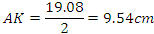 AK = 19.08/2 = 9.54cm